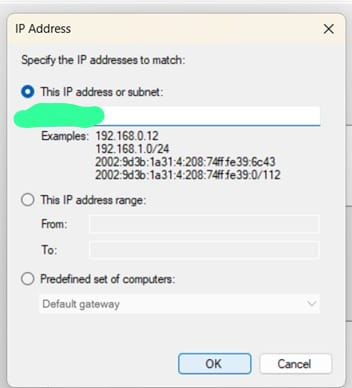 IP Address
Specify the IP addresses to match:
This IP address or subnet:
Examples: 192.168.0.12
192.168.1.0/24
2002:9d3b:1a31:4:208:74ff:fe39:6c43
2002:9d3b:1a31:4:208:74ff:fe39:0/112
This IP address range:
From:
To:
Predefined set of computers:
Default gateway
OK Cancel